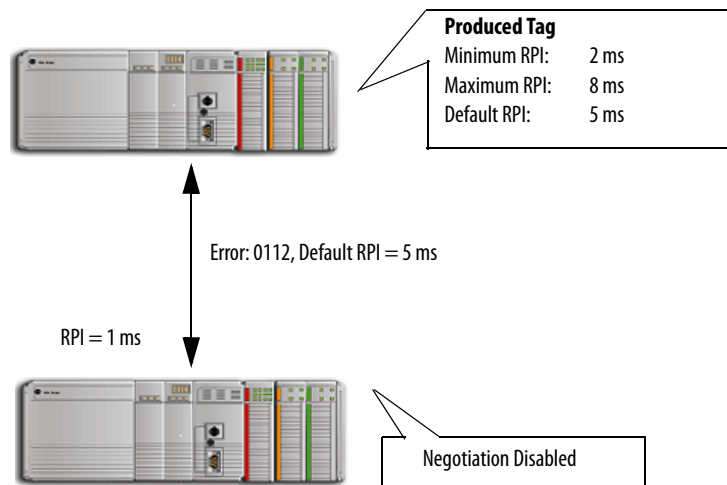 Produced Tag
Minimum RPI: 2 ms
Maximum RPI: 8 ms
Default RPI: 5 ms
Error: 0112, Default RPI = 5 ms
RPI = 1 ms
Negotiation Disabled